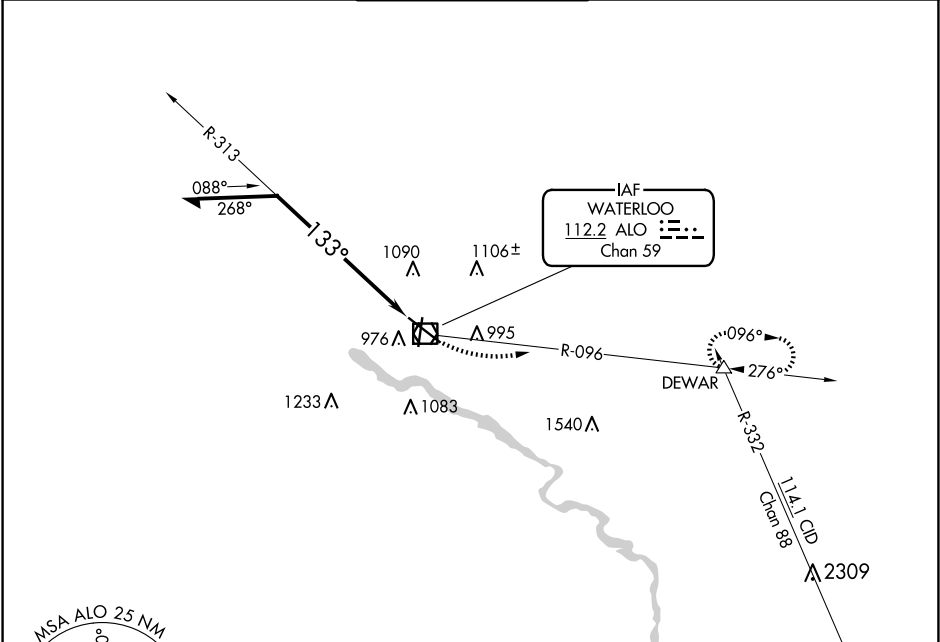 R-313
088°
268°
133°
IAF
WATERLOO
112.2 ALO
Chan 59
1090
1106±
976
995
R-096
096°
276°
DEWAR
1233
1083
1540
R-332
114.1 CID
Chan 88
2309
MSA ALO 25 NM